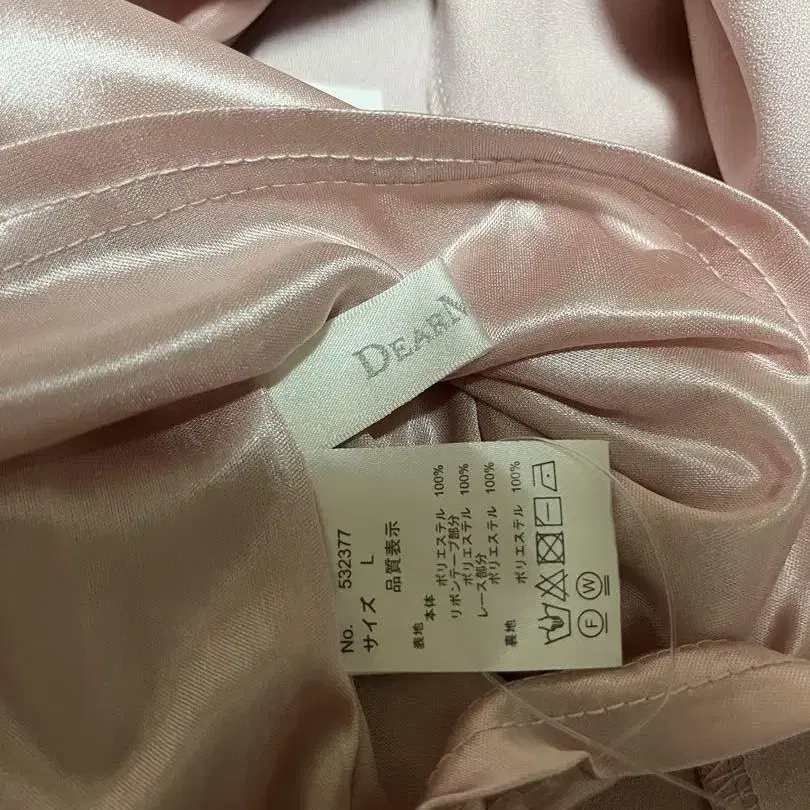 DEARM
No. 532377
サイズ L
品質表示
表地 本体 ポリエステル 100%
リボンテープ部分
ポリエステル 100%
レース部分
ポリエステル 100%
裏地 ポリエステル 100%
F W